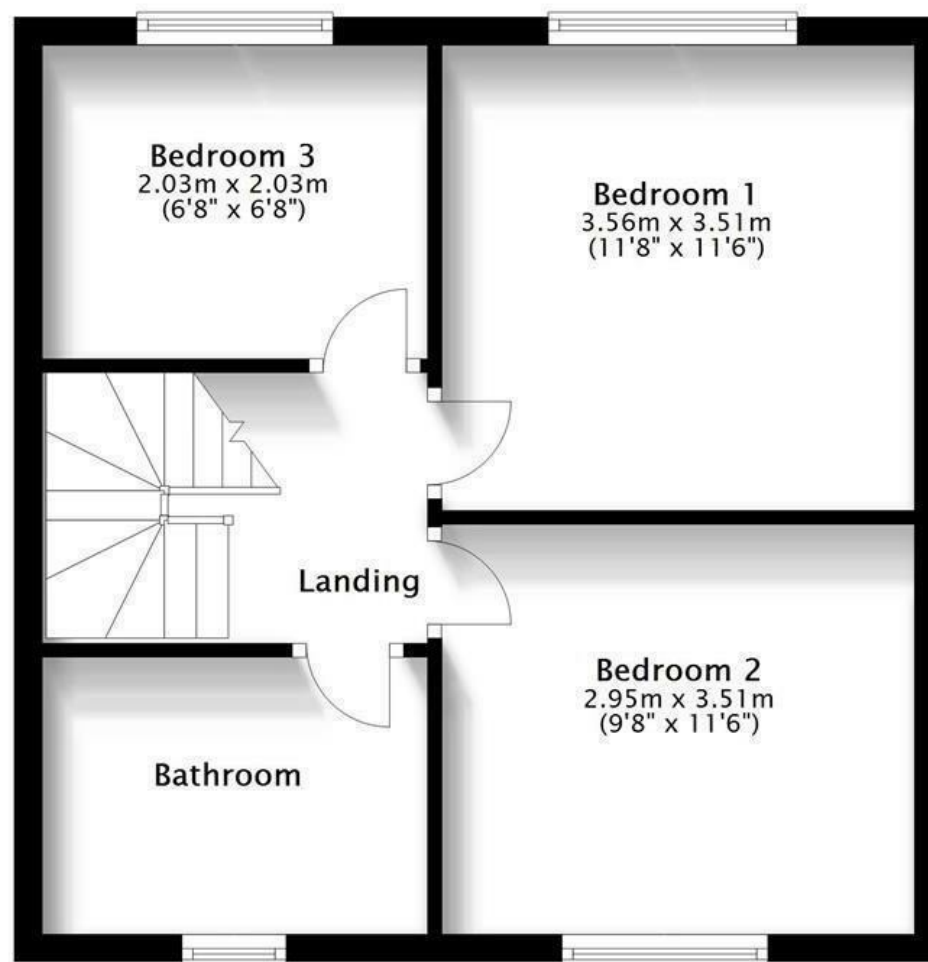 Bedroom 3
2.03m x 2.03m
(6'8" x 6'8")
Bedroom 1
3.56m x 3.51m
(11'8" x 11'6")
Landing
Bedroom 2
2.95m x 3.51m
(9'8" x 11'6")
Bathroom